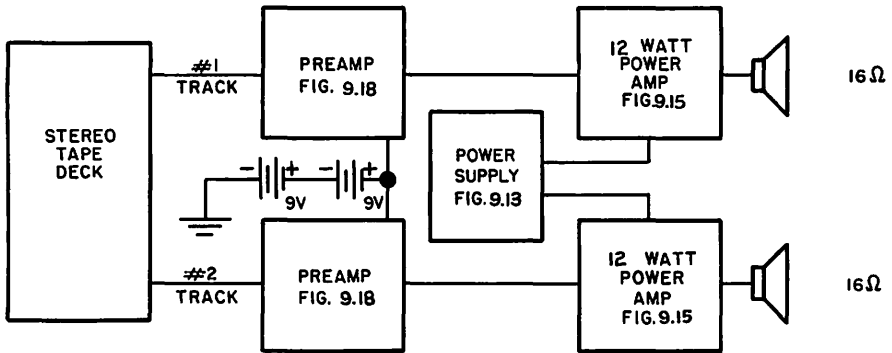 STEREO
TAPE
DECK
#1
TRACK
PREAMP
FIG. 9.18
12 WATT
POWER
AMP
FIG.9.15
16Ω
- + - +
9V 9V
POWER
SUPPLY
FIG.9.13
#2
TRACK
PREAMP
FIG. 9.18
12 WATT
POWER
AMP
FIG.9.15
16Ω